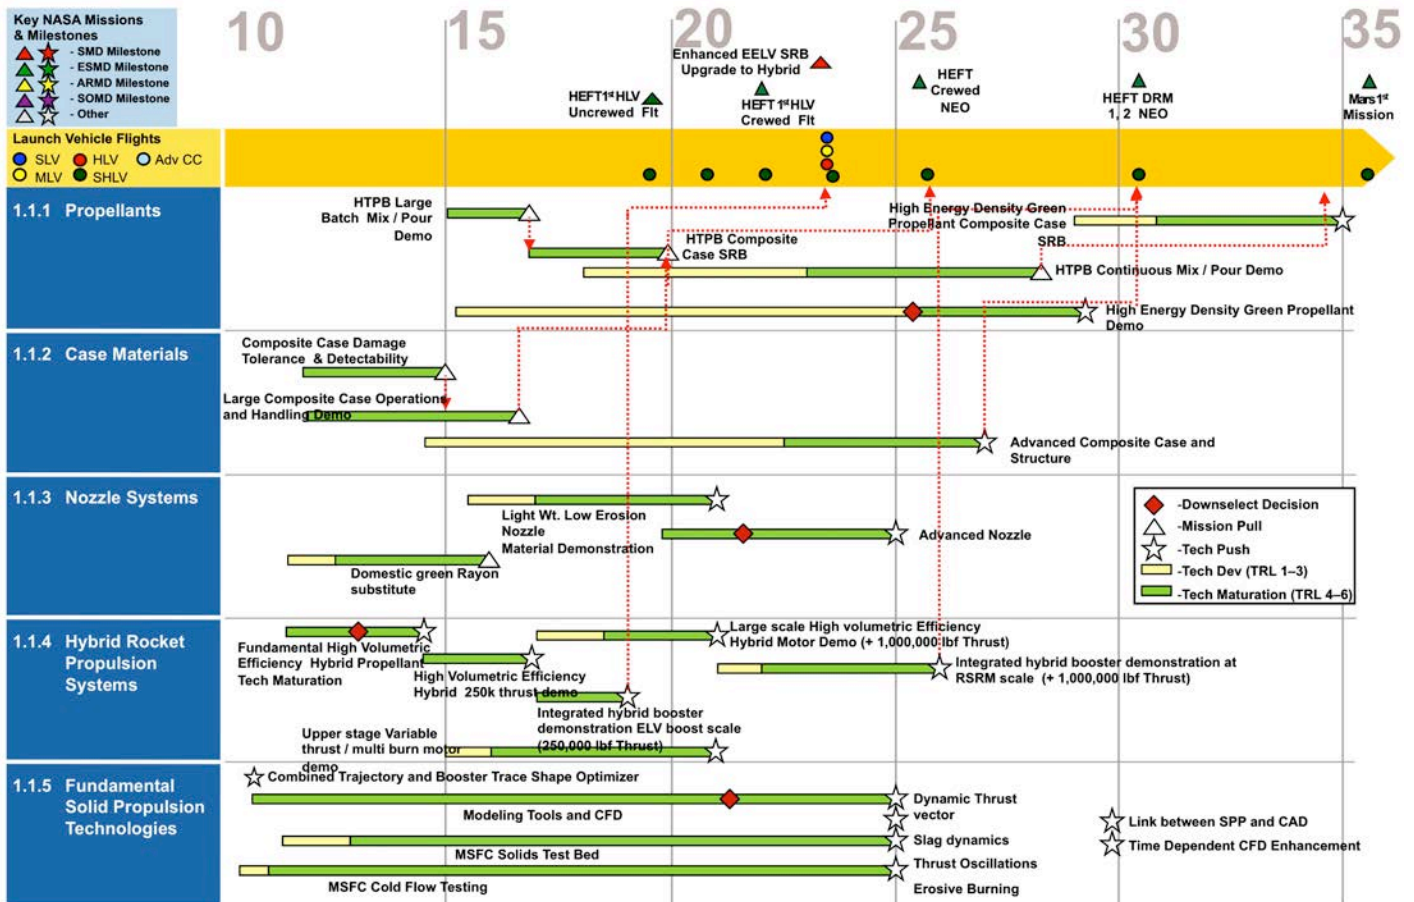 Key NASA Missions
& Milestones
- SMD Milestone
- ESMD Milestone
- ARMD Milestone
- SOMD Milestone
- Other
10
15
20
25
30
35
Enhanced EELV SRB
Upgrade to Hybrid
HEFT 1st HLV
Uncrewed Flt
HEFT 1st HLV
Crewed Flt
HEFT
Crewed
NEO
HEFT DRM
1, 2 NEO
Mars 1st
Mission
Launch Vehicle Flights
SLV HLV Adv CC
MLV SHLV
1.1.1 Propellants
HTPB Large
Batch Mix / Pour
Demo
HTPB Composite
Case SRB
High Energy Density Green
Propellant Composite Case
SRB
HTPB Continuous Mix / Pour Demo
High Energy Density Green Propellant
Demo
1.1.2 Case Materials
Composite Case Damage
Tolerance & Detectability
Large Composite Case Operations
and Handling Demo
Advanced Composite Case and
Structure
1.1.3 Nozzle Systems
Light Wt. Low Erosion
Nozzle
Material Demonstration
Advanced Nozzle
Domestic green Rayon
substitute
-Downselect Decision
-Mission Pull
-Tech Push
-Tech Dev (TRL 1–3)
-Tech Maturation (TRL 4–6)
1.1.4 Hybrid Rocket
Propulsion
Systems
Fundamental High Volumetric
Efficiency Hybrid Propellant
Tech Maturation
High Volumetric Efficiency
Hybrid 250k thrust demo
Large scale High volumetric Efficiency
Hybrid Motor Demo (+ 1,000,000 lbf Thrust)
Integrated hybrid booster demonstration at
RSRM scale (+ 1,000,000 lbf Thrust)
Integrated hybrid booster
demonstration ELV boost scale
(250,000 lbf Thrust)
Upper stage Variable
thrust / multi burn motor
demo
1.1.5 Fundamental
Solid Propulsion
Technologies
Combined Trajectory and Booster Trace Shape Optimizer
Modeling Tools and CFD
Dynamic Thrust
vector
MSFC Solids Test Bed
Slag dynamics
MSFC Cold Flow Testing
Thrust Oscillations
Erosive Burning
Link between SPP and CAD
Time Dependent CFD Enhancement